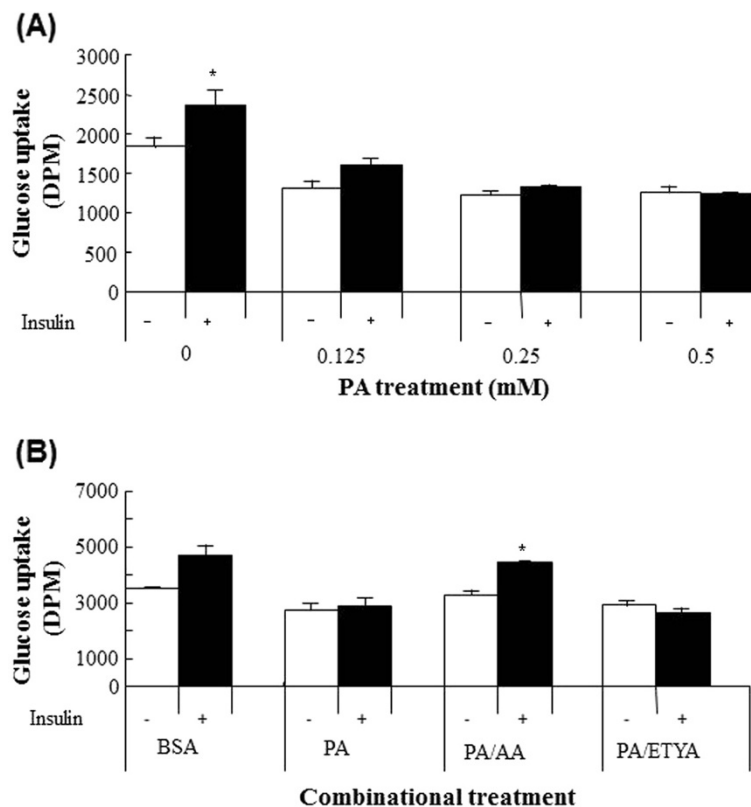 (A)
Glucose uptake
(DPM)
3000
2500
2000
1500
1000
500
0
*
Insulin - + - + - + - +
0 0.125 0.25 0.5
PA treatment (mM)
(B)
Glucose uptake
(DPM)
7000
5000
3000
1000
0
*
Insulin - + - + - + - +
BSA PA PA/AA PA/ETYA
Combinational treatment